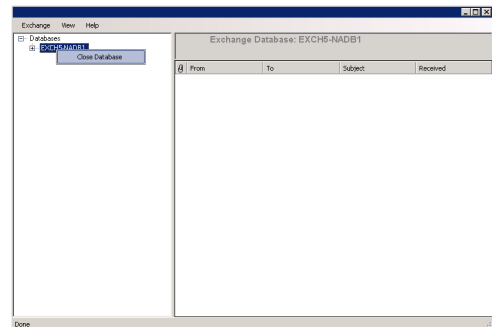 Exchange View Help
Databases
EXCH5-NADB1
Close Database
Exchange Database: EXCH5-NADB1
From To Subject Received
Done